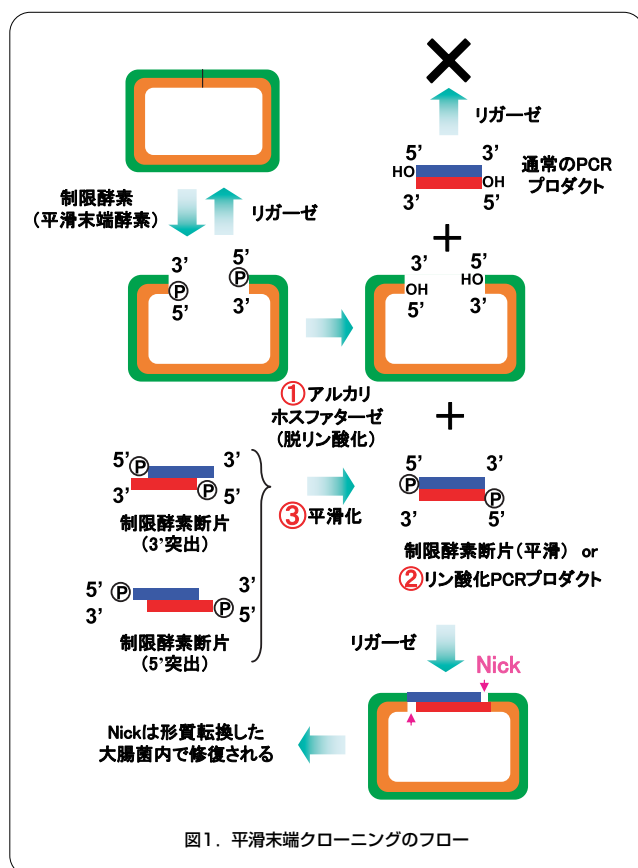 リガーゼ
5’ 3’
HO
OH
3’ 5’
通常のPCR
プロダクト
制限酵素
(平滑末端酵素)
リガーゼ
+
3’ 5’
P P
5’ 3’
3’ 5’
OH HO
5’ 3’
①アルカリ
ホスファターゼ
(脱リン酸化)
+
5’ 3’
P
P
3’ 5’
制限酵素断片
(3’突出)
5’ 3’
P
P
3’ 5’
制限酵素断片
(5’突出)
③平滑化
5’ 3’
P
P
3’ 5’
制限酵素断片(平滑) or
②リン酸化PCRプロダクト
リガーゼ
Nick
Nickは形質転換した
大腸菌内で修復される
図1. 平滑末端クローニングのフロー